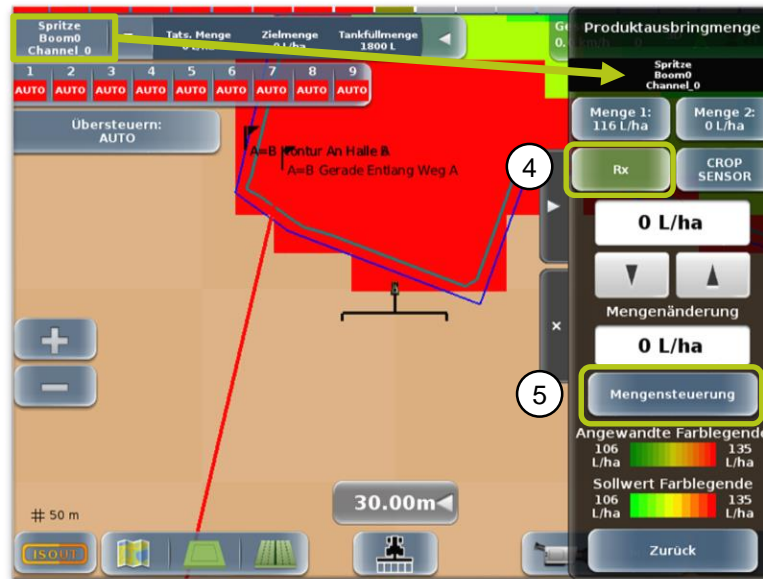 Spritze
Boom0
Channel_0
Tats. Menge
0 L/ha
Zielmenge
0 L/ha
Tankfüllmenge
1800 L
1 2 3 4 5 6 7 8 9
AUTO AUTO AUTO AUTO AUTO AUTO AUTO AUTO AUTO
Übersteuern:
AUTO
A=B Kontur An Halle
A=B Gerade Entlang Weg A
Produktausbringmenge
Spritze
Boom0
Channel_0
Menge 1:
116 L/ha
Menge 2:
0 L/ha
4
Rx
CROP
SENSOR
0 L/ha
Mengenänderung
0 L/ha
5
Mengensteuerung
Angewandte Farblegende
106
L/ha
135
L/ha
Sollwert Farblegende
106
L/ha
135
L/ha
Zurück
50 m
30.00m
ISOUT